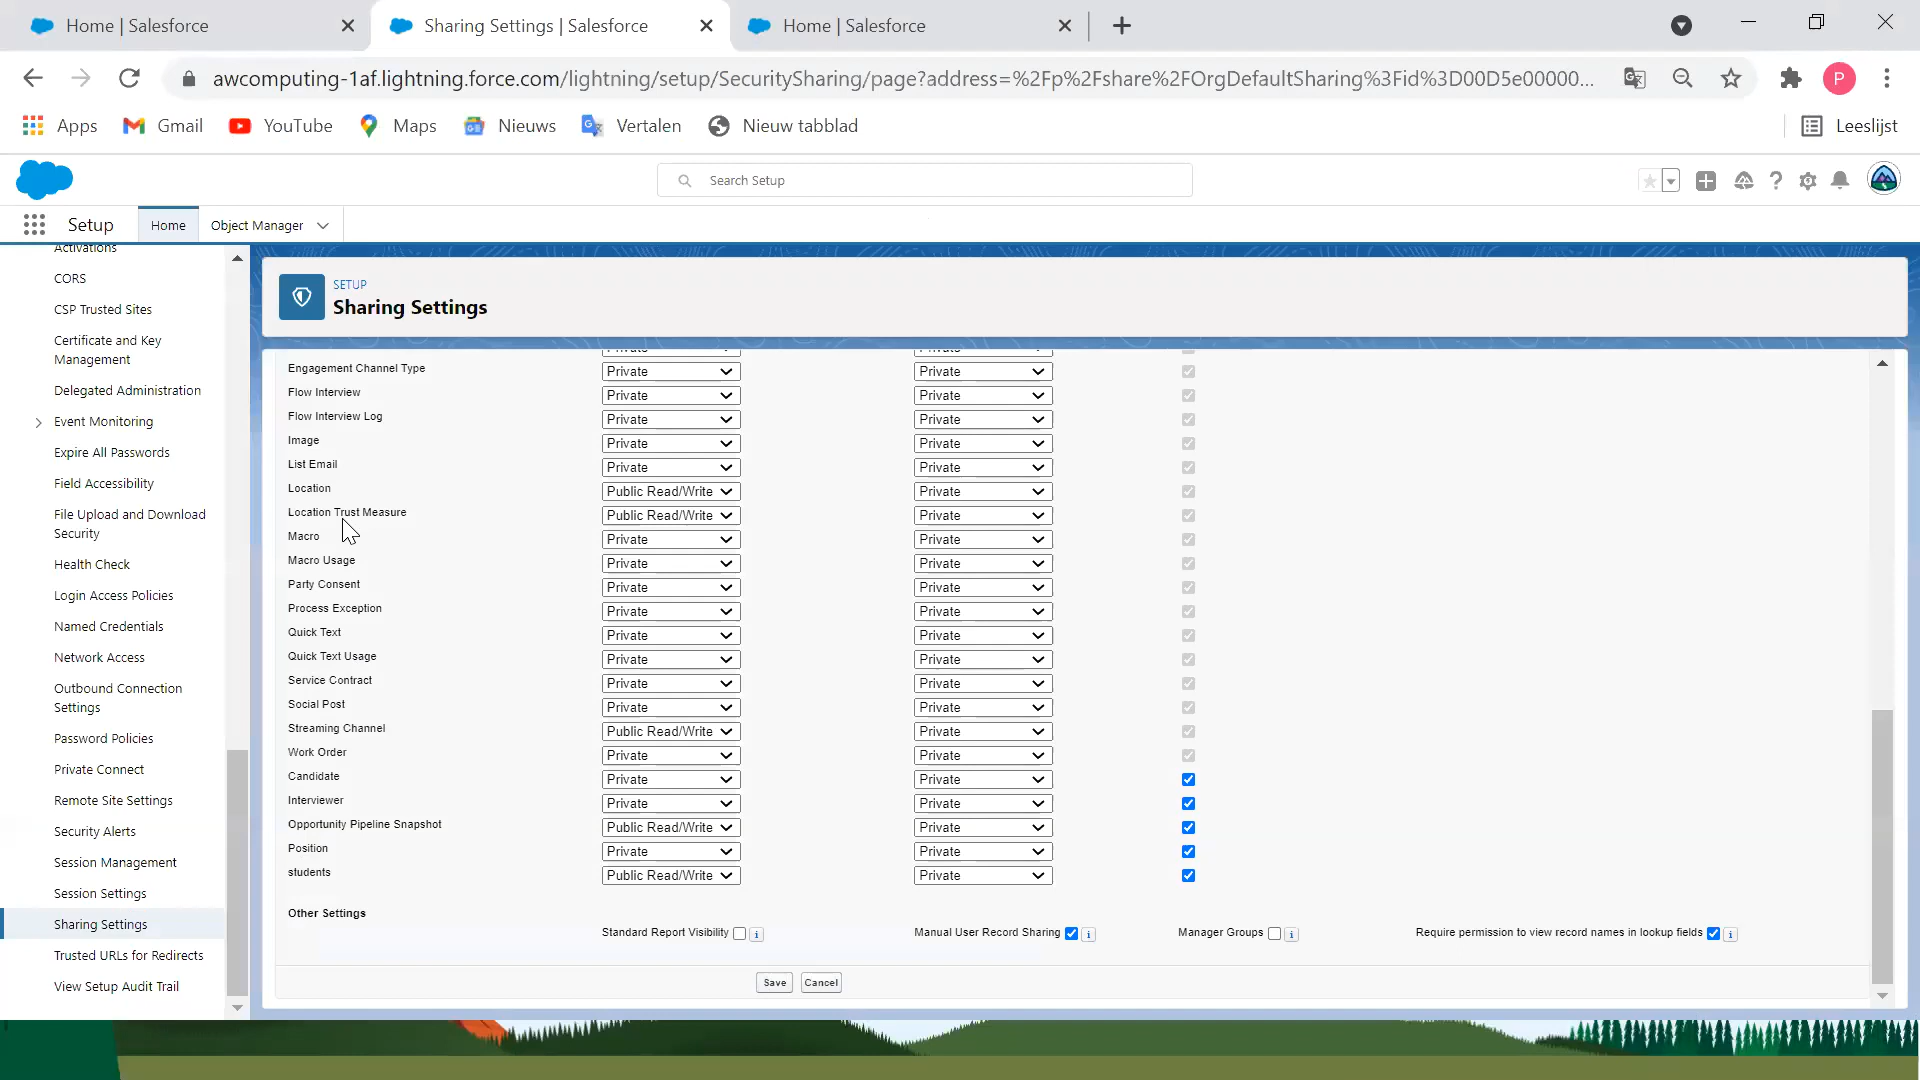 Home | Salesforce
Sharing Settings | Salesforce
Home | Salesforce
awcomputing-1af.lightning.force.com/lightning/setup/SecuritySharing/page?address=%2Fp%2Fshare%2FOrgDefaultSharing%3Fid%3D00D5e00000...
P
Apps
Gmail
YouTube
Maps
Nieuws
Vertalen
Nieuw tabblad
Leeslijst
Search Setup
Setup
Home
Object Manager
Activations
CORS
CSP Trusted Sites
Certificate and Key
Management
Delegated Administration
Event Monitoring
Expire All Passwords
Field Accessibility
File Upload and Download
Security
Health Check
Login Access Policies
Named Credentials
Network Access
Outbound Connection
Settings
Password Policies
Private Connect
Remote Site Settings
Security Alerts
Session Management
Session Settings
Sharing Settings
Trusted URLs for Redirects
View Setup Audit Trail
SETUP
Sharing Settings
Engagement Channel Type Private Private
Flow Interview Private Private
Flow Interview Log Private Private
Image Private Private
List Email Private Private
Location Public Read/Write Private
Location Trust Measure Public Read/Write Private
Macro Private Private
Macro Usage Private Private
Party Consent Private Private
Process Exception Private Private
Quick Text Private Private
Quick Text Usage Private Private
Service Contract Private Private
Social Post Private Private
Streaming Channel Public Read/Write Private
Work Order Private Private
Candidate Private Private
Interviewer Private Private
Opportunity Pipeline Snapshot Public Read/Write Private
Position Private Private
students Public Read/Write Private
Other Settings
Standard Report Visibility i Manual User Record Sharing i Manager Groups i Require permission to view record names in lookup fields i
Save Cancel